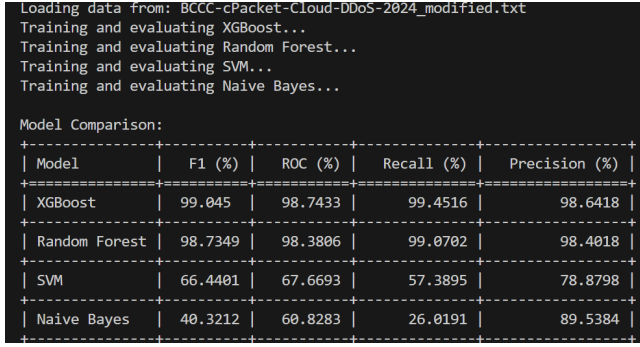 Loading data from: BCCC-cPacket-Cloud-DDoS-2024_modified.txt
Training and evaluating XGBoost...
Training and evaluating Random Forest...
Training and evaluating SVM...
Training and evaluating Naive Bayes...
Model Comparison:
+---------------+----------+-----------+--------------+-----------------+
| Model         |   F1 (%) |   ROC (%) |   Recall (%) |   Precision (%) |
+===============+==========+===========+==============+=================+
| XGBoost       |  99.045  |   98.7433 |      99.4516 |         98.6418 |
+---------------+----------+-----------+--------------+-----------------+
| Random Forest |  98.7349 |   98.3806 |      99.0702 |         98.4018 |
+---------------+----------+-----------+--------------+-----------------+
| SVM           |  66.4401 |   67.6693 |      57.3895 |         78.8798 |
+---------------+----------+-----------+--------------+-----------------+
| Naive Bayes   |  40.3212 |   60.8283 |      26.0191 |         89.5384 |
+---------------+----------+-----------+--------------+-----------------+